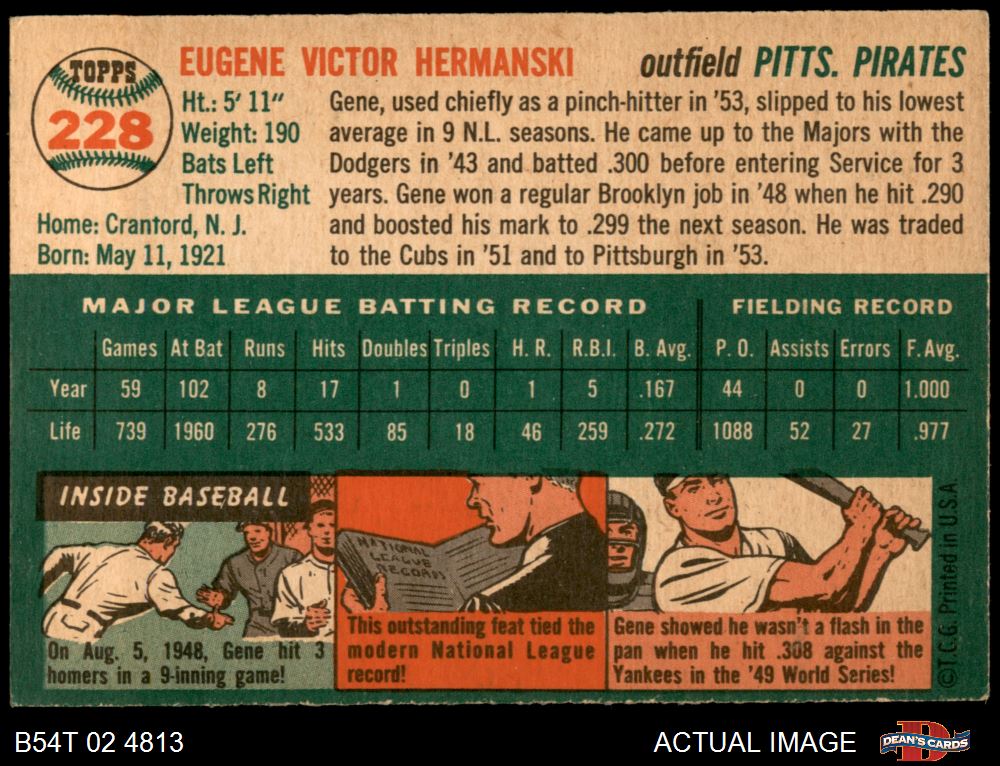 TOPPS
228
EUGENE VICTOR HERMANSKI
outfield PITTS. PIRATES
Ht.: 5' 11"
Weight: 190
Bats Left
Throws Right
Home: Cranford, N. J.
Born: May 11, 1921
Gene, used chiefly as a pinch-hitter in '53, slipped to his lowest
average in 9 N.L. seasons. He came up to the Majors with the
Dodgers in '43 and batted .300 before entering Service for 3
years. Gene won a regular Brooklyn job in '48 when he hit .290
and boosted his mark to .299 the next season. He was traded
to the Cubs in '51 and to Pittsburgh in '53.
MAJOR LEAGUE BATTING RECORD FIELDING RECORD
Games At Bat Runs Hits Doubles Triples H. R. R.B.I. B. Avg. P. O. Assists Errors F. Avg.
Year 59 102 8 17 1 0 1 5 .167 44 0 0 1.000
Life 739 1960 276 533 85 18 46 259 .272 1088 52 27 .977
INSIDE BASEBALL
On Aug. 5, 1948, Gene hit 3
homers in a 9-inning game!
NATIONAL
LEAGUE
RECORDS
This outstanding feat tied the
modern National League
record!
Gene showed he wasn't a flash in the
pan when he hit .308 against the
Yankees in the '49 World Series!
©T.C.G. Printed in U.S.A.
B54T 02 4813
ACTUAL IMAGE
D
DEAN'S CARDS